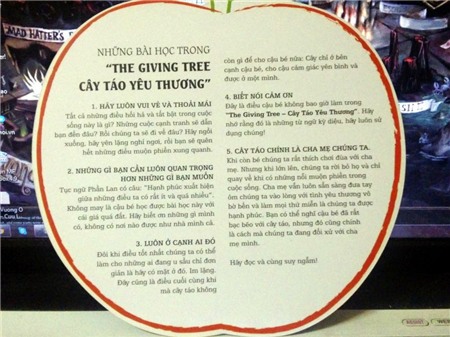 MAD HATTER'S
NHỮNG BÀI HỌC TRONG
"THE GIVING TREE
CÂY TÁO YÊU THƯƠNG"
1. HÃY LUÔN VUI VẺ VÀ THOẢI MÁI
Tất cả những điều hối hả và tất bật trong cuộc
sống này là gì? Những cuộc cạnh tranh sẽ dẫn
bạn đến đâu? Rồi chúng ta sẽ đi về đâu? Hãy ngồi
xuống, hãy yên lặng nghỉ ngơi, rồi bạn sẽ quên
hết những điều muộn phiền xung quanh.
2. NHỮNG GÌ BẠN CẦN LUÔN QUAN TRỌNG
HƠN NHỮNG GÌ BẠN MUỐN
Tục ngữ Phần Lan có câu: "Hạnh phúc xuất hiện
giữa những điều ta có rất ít và quá nhiều".
Không may là cậu bé học được bài học này với
cái giá quá đắt. Hãy biết ơn những gì mình
có, không có nơi nào được như nhà mình cả.
3. LUÔN Ở CẠNH AI ĐÓ
Đôi khi điều tốt nhất chúng ta có thể
làm cho những ai đang u sầu chỉ đơn
giản là hãy có mặt ở đó. Im lặng.
Đây cũng là điều cuối cùng khi
mà cây táo không
còn gì để cho cậu bé nữa: Cây chỉ ở bên
cạnh cậu bé, cho cậu cảm giác yên bình và
được ở một mình.
4. BIẾT NÓI CÁM ƠN
Đây là điều cậu bé không bao giờ làm trong
"The Giving Tree – Cây Táo Yêu Thương". Hãy
nhớ rằng đó là những từ ngữ kỳ diệu, hãy luôn sử
dụng chúng!
5. CÂY TÁO CHÍNH LÀ CHA MẸ CHÚNG TA.
Khi còn bé chúng ta rất thích chơi đùa với cha
mẹ. Nhưng khi lớn lên, chúng ta rời bỏ họ và chỉ
quay về khi có những nỗi muộn phiền trong
cuộc sống. Cha mẹ vẫn luôn sẵn sàng đưa tay
ôm chúng ta vào lòng với tình yêu thương vô
bờ bến và làm mọi thứ miễn là chúng ta được
hạnh phúc. Bạn có thể nghĩ cậu bé đã rất
bạc bẽo với cây táo, nhưng đó cũng chính
là cách mà chúng ta đang đối xử với cha
mẹ mình.
Hãy đọc và cùng suy ngẫm!